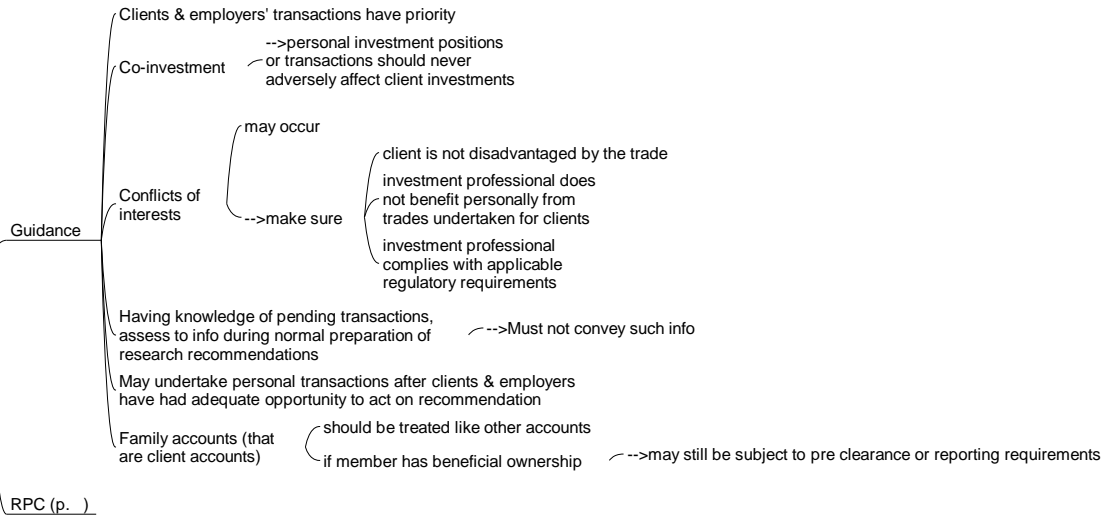 Clients & employers' transactions have priority
Co-investment
-->personal investment positions
or transactions should never
adversely affect client investments
Conflicts of
interests
may occur
-->make sure
client is not disadvantaged by the trade
investment professional does
not benefit personally from
trades undertaken for clients
investment professional
complies with applicable
regulatory requirements
Guidance
Having knowledge of pending transactions,
assess to info during normal preparation of
research recommendations
-->Must not convey such info
May undertake personal transactions after clients & employers
have had adequate opportunity to act on recommendation
Family accounts (that
are client accounts)
should be treated like other accounts
if member has beneficial ownership
-->may still be subject to pre clearance or reporting requirements
RPC (p.   )